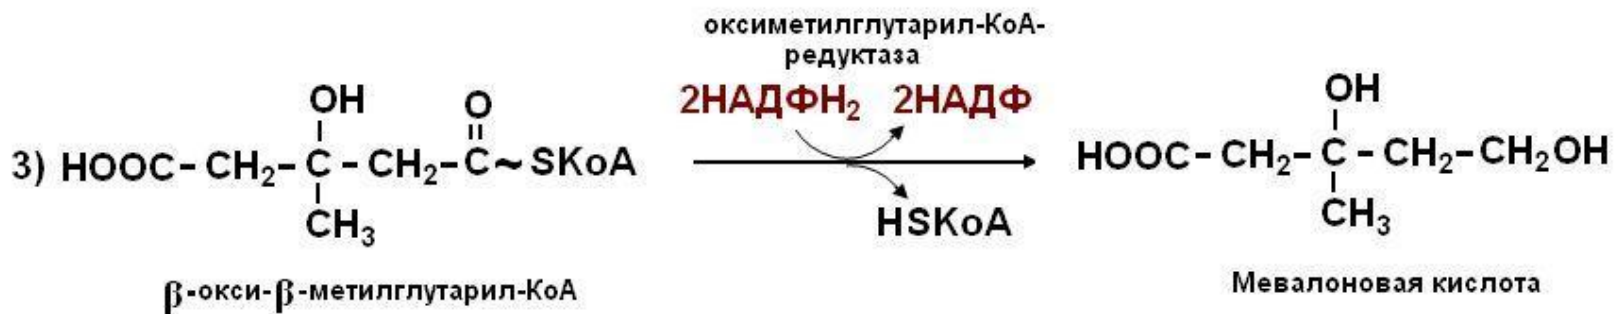 оксиметилглутарил-КоА-
редуктаза
2НАДФН₂ 2НАДФ
OH O
3) HOOC-CH₂-C-CH₂-C~SKoA
CH₃
HSKoA
OH
HOOC-CH₂-C-CH₂-CH₂OH
CH₃
β-окси-β-метилглутарил-КоА
Мевалоновая кислота